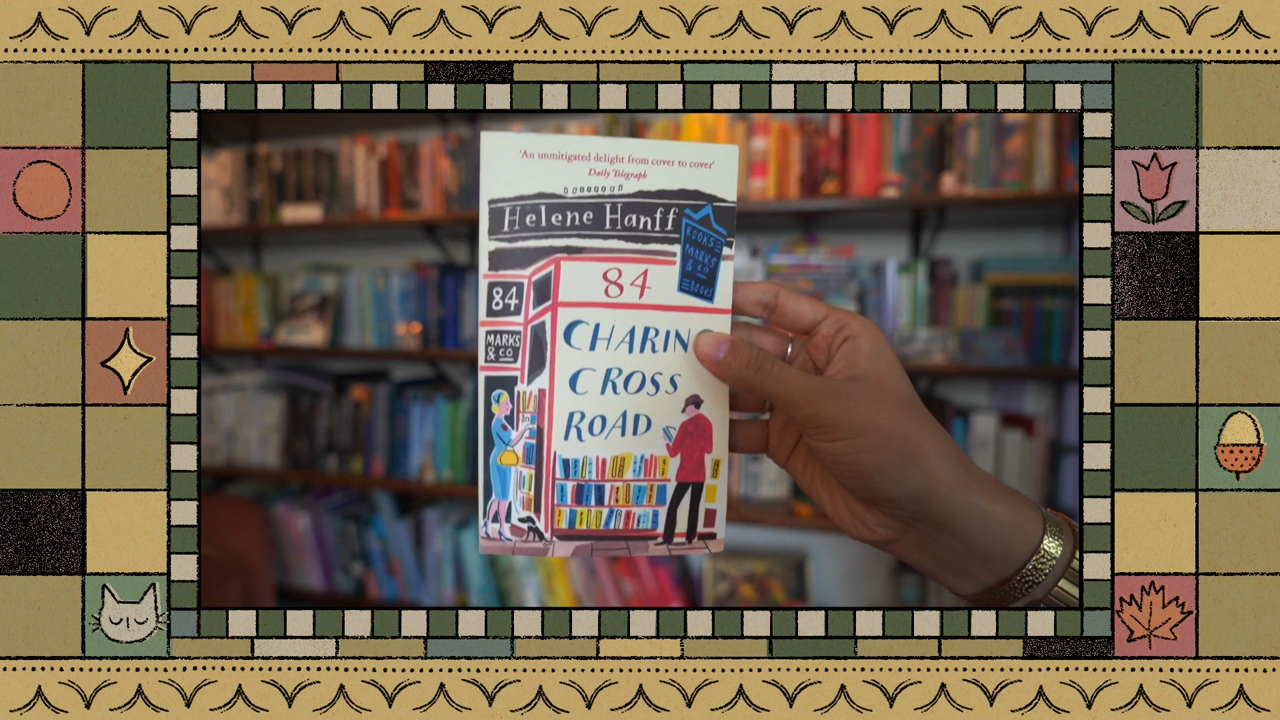 'An unmitigated delight from cover to cover'
Daily Telegraph
Helene Hanff
BOOKS
MARKS
& CO
BOOKS
84
84
MARKS
& CO
CHARIN
CROSS
ROAD